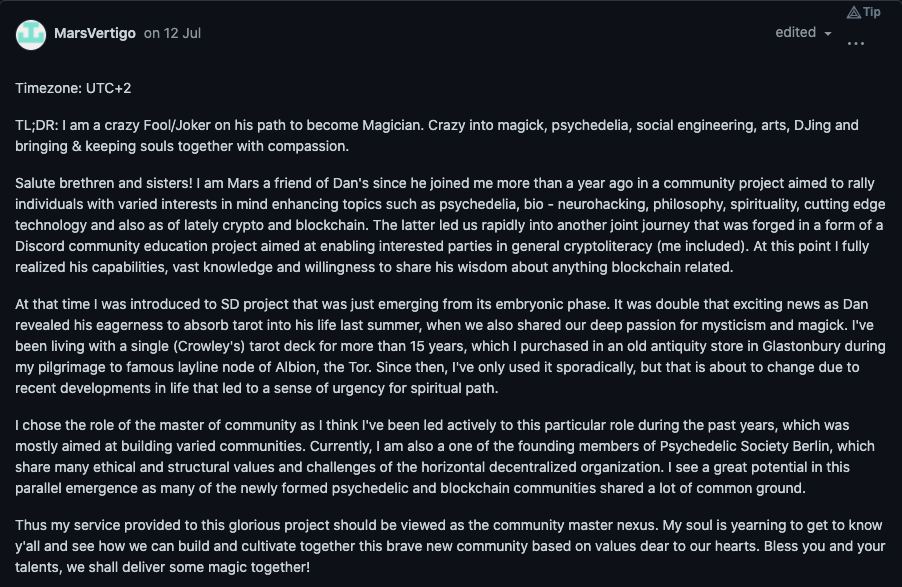 Tip
MarsVertigo on 12 Jul
edited
Timezone: UTC+2
TL;DR: I am a crazy Fool/Joker on his path to become Magician. Crazy into magick, psychedelia, social engineering, arts, DJing and
bringing & keeping souls together with compassion.
Salute brethren and sisters! I am Mars a friend of Dan's since he joined me more than a year ago in a community project aimed to rally
individuals with varied interests in mind enhancing topics such as psychedelia, bio - neurohacking, philosophy, spirituality, cutting edge
technology and also as of lately crypto and blockchain. The latter led us rapidly into another joint journey that was forged in a form of a
Discord community education project aimed at enabling interested parties in general cryptoliteracy (me included). At this point I fully
realized his capabilities, vast knowledge and willingness to share his wisdom about anything blockchain related.
At that time I was introduced to SD project that was just emerging from its embryonic phase. It was double that exciting news as Dan
revealed his eagerness to absorb tarot into his life last summer, when we also shared our deep passion for mysticism and magick. I've
been living with a single (Crowley's) tarot deck for more than 15 years, which I purchased in an old antiquity store in Glastonbury during
my pilgrimage to famous layline node of Albion, the Tor. Since then, I've only used it sporadically, but that is about to change due to
recent developments in life that led to a sense of urgency for spiritual path.
I chose the role of the master of community as I think I've been led actively to this particular role during the past years, which was
mostly aimed at building varied communities. Currently, I am also a one of the founding members of Psychedelic Society Berlin, which
share many ethical and structural values and challenges of the horizontal decentralized organization. I see a great potential in this
parallel emergence as many of the newly formed psychedelic and blockchain communities shared a lot of common ground.
Thus my service provided to this glorious project should be viewed as the community master nexus. My soul is yearning to get to know
y'all and see how we can build and cultivate together this brave new community based on values dear to our hearts. Bless you and your
talents, we shall deliver some magic together!